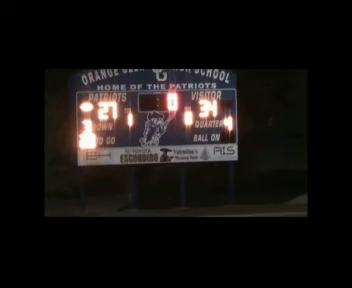 ORANGE GLEN HIGH SCHOOL
G
HOME OF THE PATRIOTS
PATRIOTS VISITOR
27 0 34
DOWN QUARTER
TO GO BALL ON
TOYOTA
ESCONDIDO
AIS